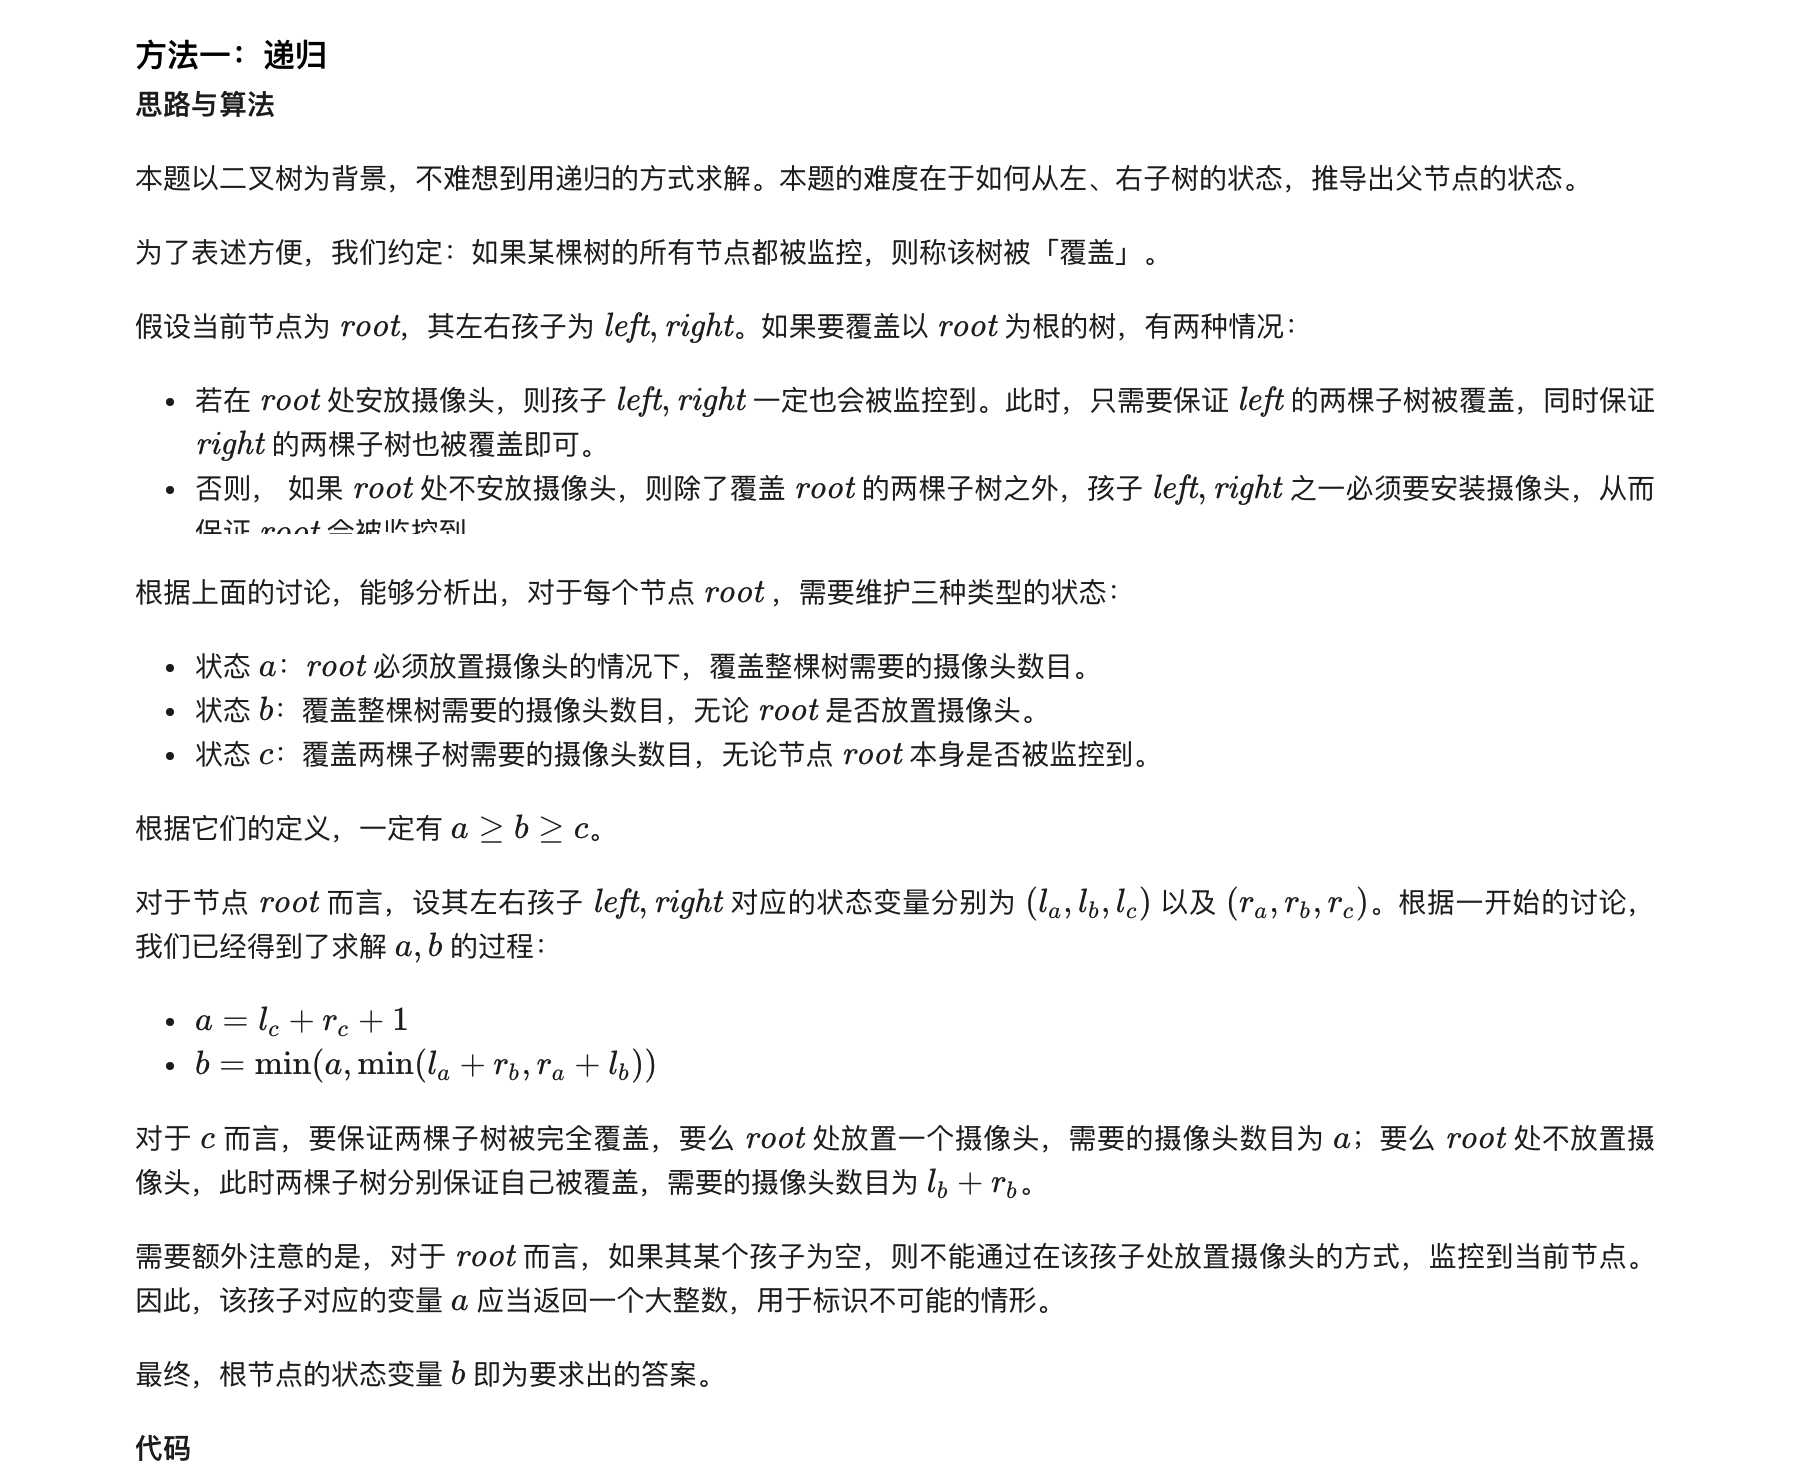 方法一：递归
思路与算法
本题以二叉树为背景，不难想到用递归的方式求解。本题的难度在于如何从左、右子树的状态，推导出父节点的状态。
为了表述方便，我们约定：如果某棵树的所有节点都被监控，则称该树被「覆盖」。
假设当前节点为 root，其左右孩子为 left, right。如果要覆盖以 root 为根的树，有两种情况：
• 若在 root 处安放摄像头，则孩子 left, right 一定也会被监控到。此时，只需要保证 left 的两棵子树被覆盖，同时保证
right 的两棵子树也被覆盖即可。
• 否则， 如果 root 处不安放摄像头，则除了覆盖 root 的两棵子树之外，孩子 left, right 之一必须要安装摄像头，从而
保证 root 会被监控到
根据上面的讨论，能够分析出，对于每个节点 root ，需要维护三种类型的状态：
• 状态 a：root 必须放置摄像头的情况下，覆盖整棵树需要的摄像头数目。
• 状态 b：覆盖整棵树需要的摄像头数目，无论 root 是否放置摄像头。
• 状态 c：覆盖两棵子树需要的摄像头数目，无论节点 root 本身是否被监控到。
根据它们的定义，一定有 a ≥ b ≥ c。
对于节点 root 而言，设其左右孩子 left, right 对应的状态变量分别为 (l_a, l_b, l_c) 以及 (r_a, r_b, r_c)。根据一开始的讨论，
我们已经得到了求解 a, b 的过程：
• a = l_c + r_c + 1
• b = min(a, min(l_a + r_b, r_a + l_b))
对于 c 而言，要保证两棵子树被完全覆盖，要么 root 处放置一个摄像头，需要的摄像头数目为 a；要么 root 处不放置摄
像头，此时两棵子树分别保证自己被覆盖，需要的摄像头数目为 l_b + r_b。
需要额外注意的是，对于 root 而言，如果其某个孩子为空，则不能通过在该孩子处放置摄像头的方式，监控到当前节点。
因此，该孩子对应的变量 a 应当返回一个大整数，用于标识不可能的情形。
最终，根节点的状态变量 b 即为要求出的答案。
代码